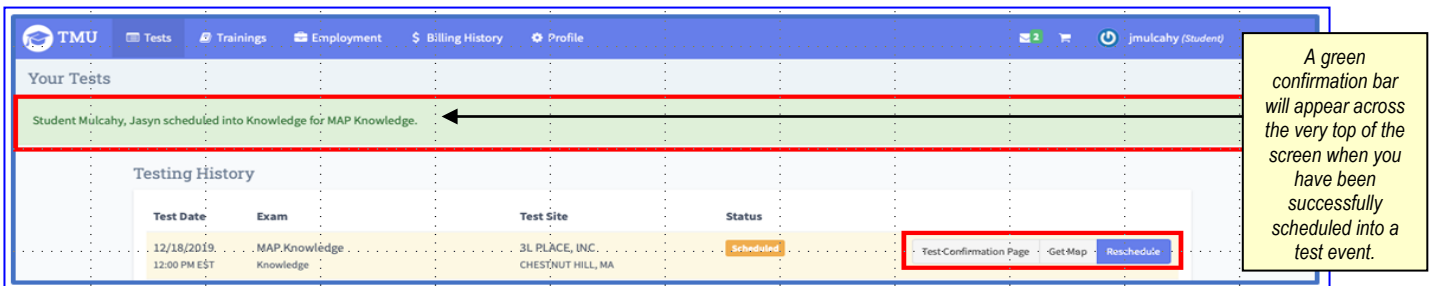 TMU Tests Trainings Employment $ Billing History Profile 2 jmulcahy (Student)
Your Tests
Student Mulcahy, Jasyn scheduled into Knowledge for MAP Knowledge.
Testing History
Test Date Exam Test Site Status
12/18/2019 MAP Knowledge 3L PLACE, INC. Scheduled Test Confirmation Page Get Map Reschedule
12:00 PM EST Knowledge CHESTNUT HILL, MA
A green
confirmation bar
will appear across
the very top of the
screen when you
have been
successfully
scheduled into a
test event.